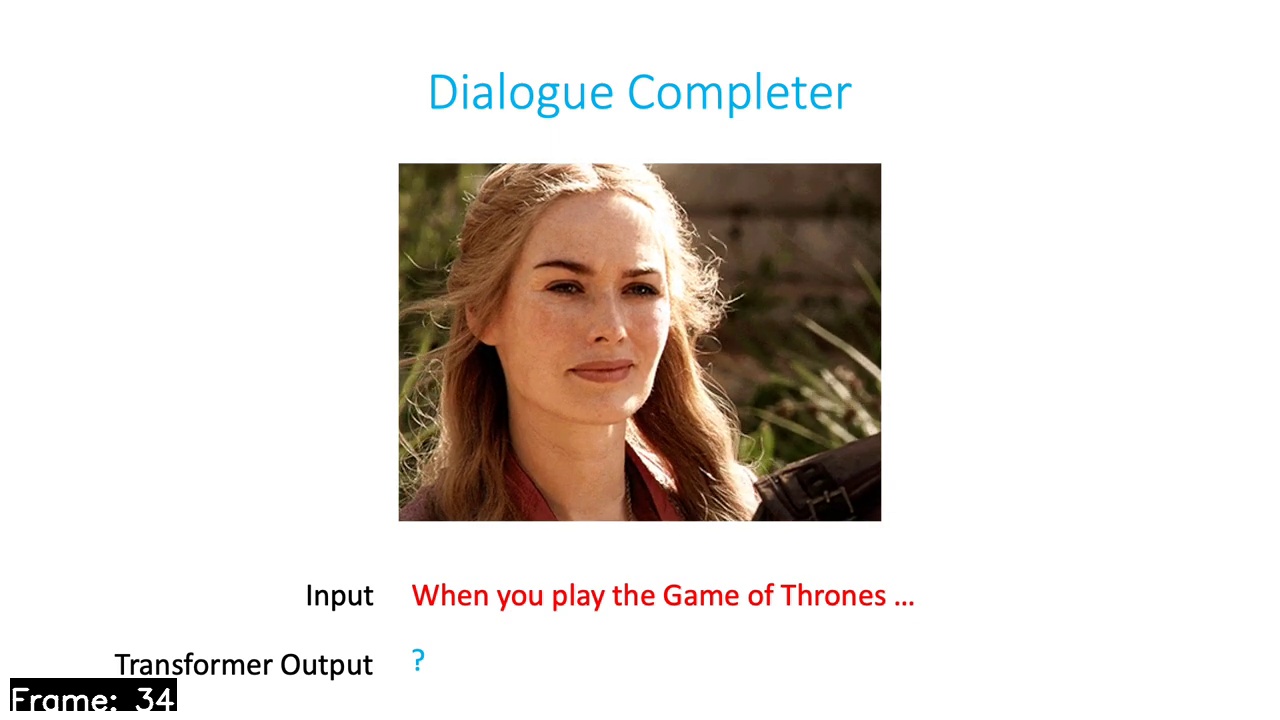 Dialogue Completer
Input When you play the Game of Thrones ...
Transformer Output ?
Frame: 34